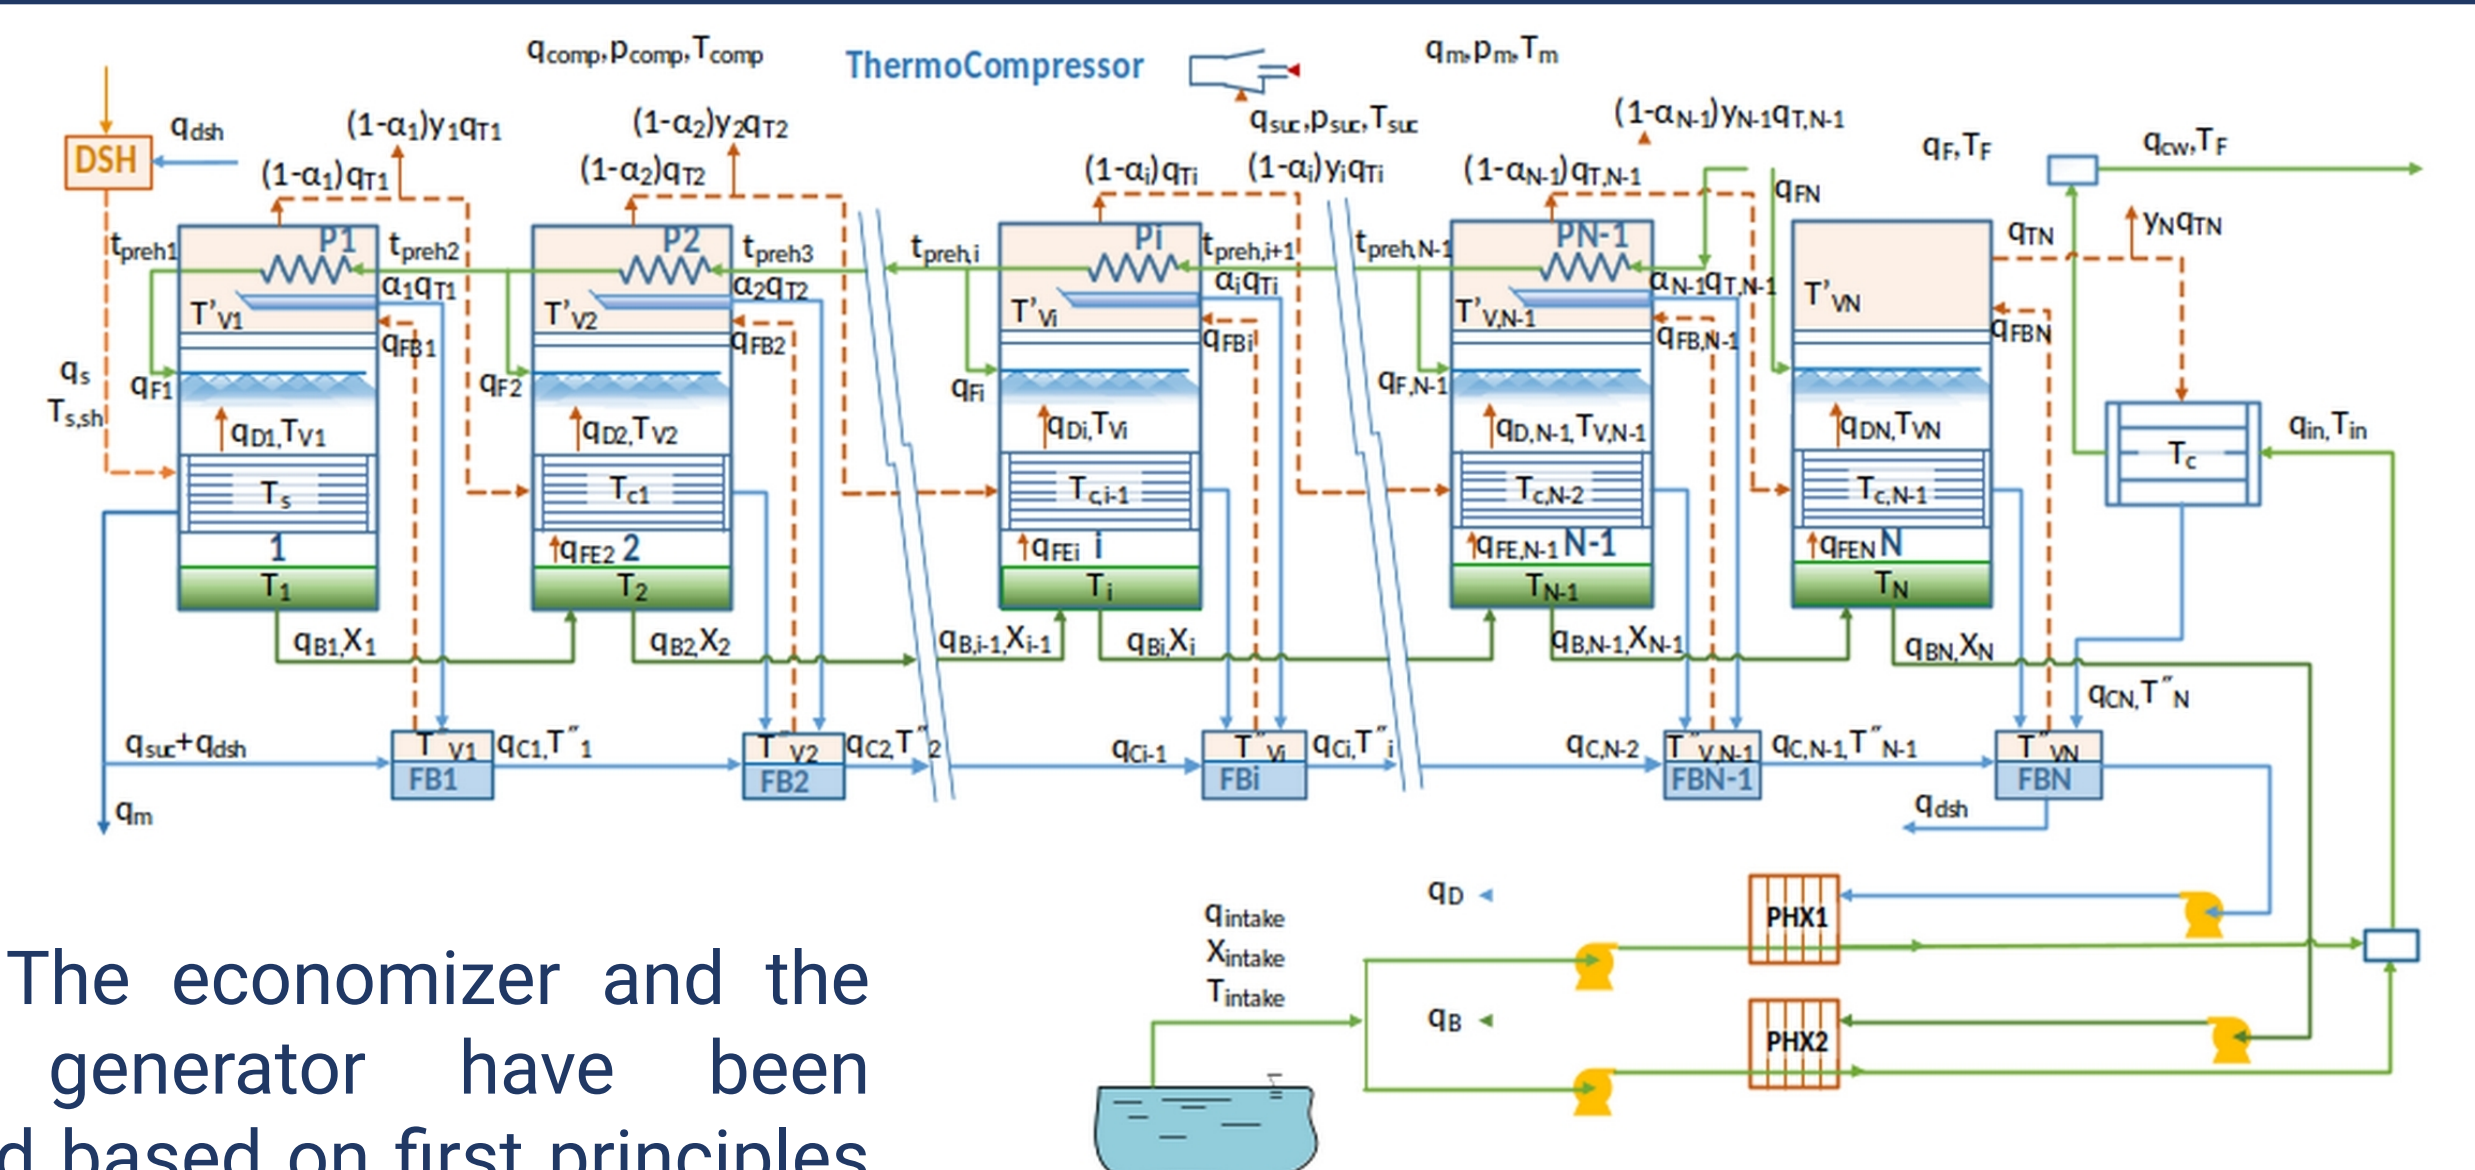 qcomp,pcomp,Tcomp
ThermoCompressor
qm,pm,Tm
qsuc,psuc,Tsuc
DSH
qdsh
(1-α1)y1qT1
(1-α2)y2qT2
(1-αN-1)yN-1qT,N-1
qF,TF
qcw,TF
(1-α1)qT1
(1-α2)qT2
(1-αi)qTi
(1-αi)yiqTi
(1-αN-1)qT,N-1
qFN
qTN
yNqTN
tpreh1
P1
tpreh2
P2
tpreh3
tpreh,i
Pi
tpreh,i+1
tpreh,N-1
PN-1
α1qT1
α2qT2
αiqTi
αN-1qT,N-1
T'V1
T'V2
T'Vi
T'V,N-1
T'VN
qFB1
qFB2
qFBi
qFB,N-1
qFBN
qs
Ts,sh
qF1
qF2
qFi
qF,N-1
qD1,TV1
qD2,TV2
qDi,TVi
qD,N-1,TV,N-1
qDN,TVN
qin,Tin
Ts
Tc1
Tc,i-1
Tc,N-2
Tc,N-1
Tc
1
qFE2 2
qFEi i
qFE,N-1 N-1
qFEN N
T1
T2
Ti
TN-1
TN
qB1,X1
qB2,X2
qB,i-1,Xi-1
qBi,Xi
qB,N-1,XN-1
qBN,XN
qCN,T″N
qsuc+qdsh
T″V1
qC1,T″1
T″V2
qC2,T″2
qCi-1
T″Vi
qCi,T″i
qC,N-2
T″V,N-1
qC,N-1,T″N-1
T″VN
FB1
FB2
FBi
FBN-1
FBN
qm
qdsh
qD
PHX1
qintake
Xintake
Tintake
qB
PHX2
The economizer and the
generator have been
d based on first principles